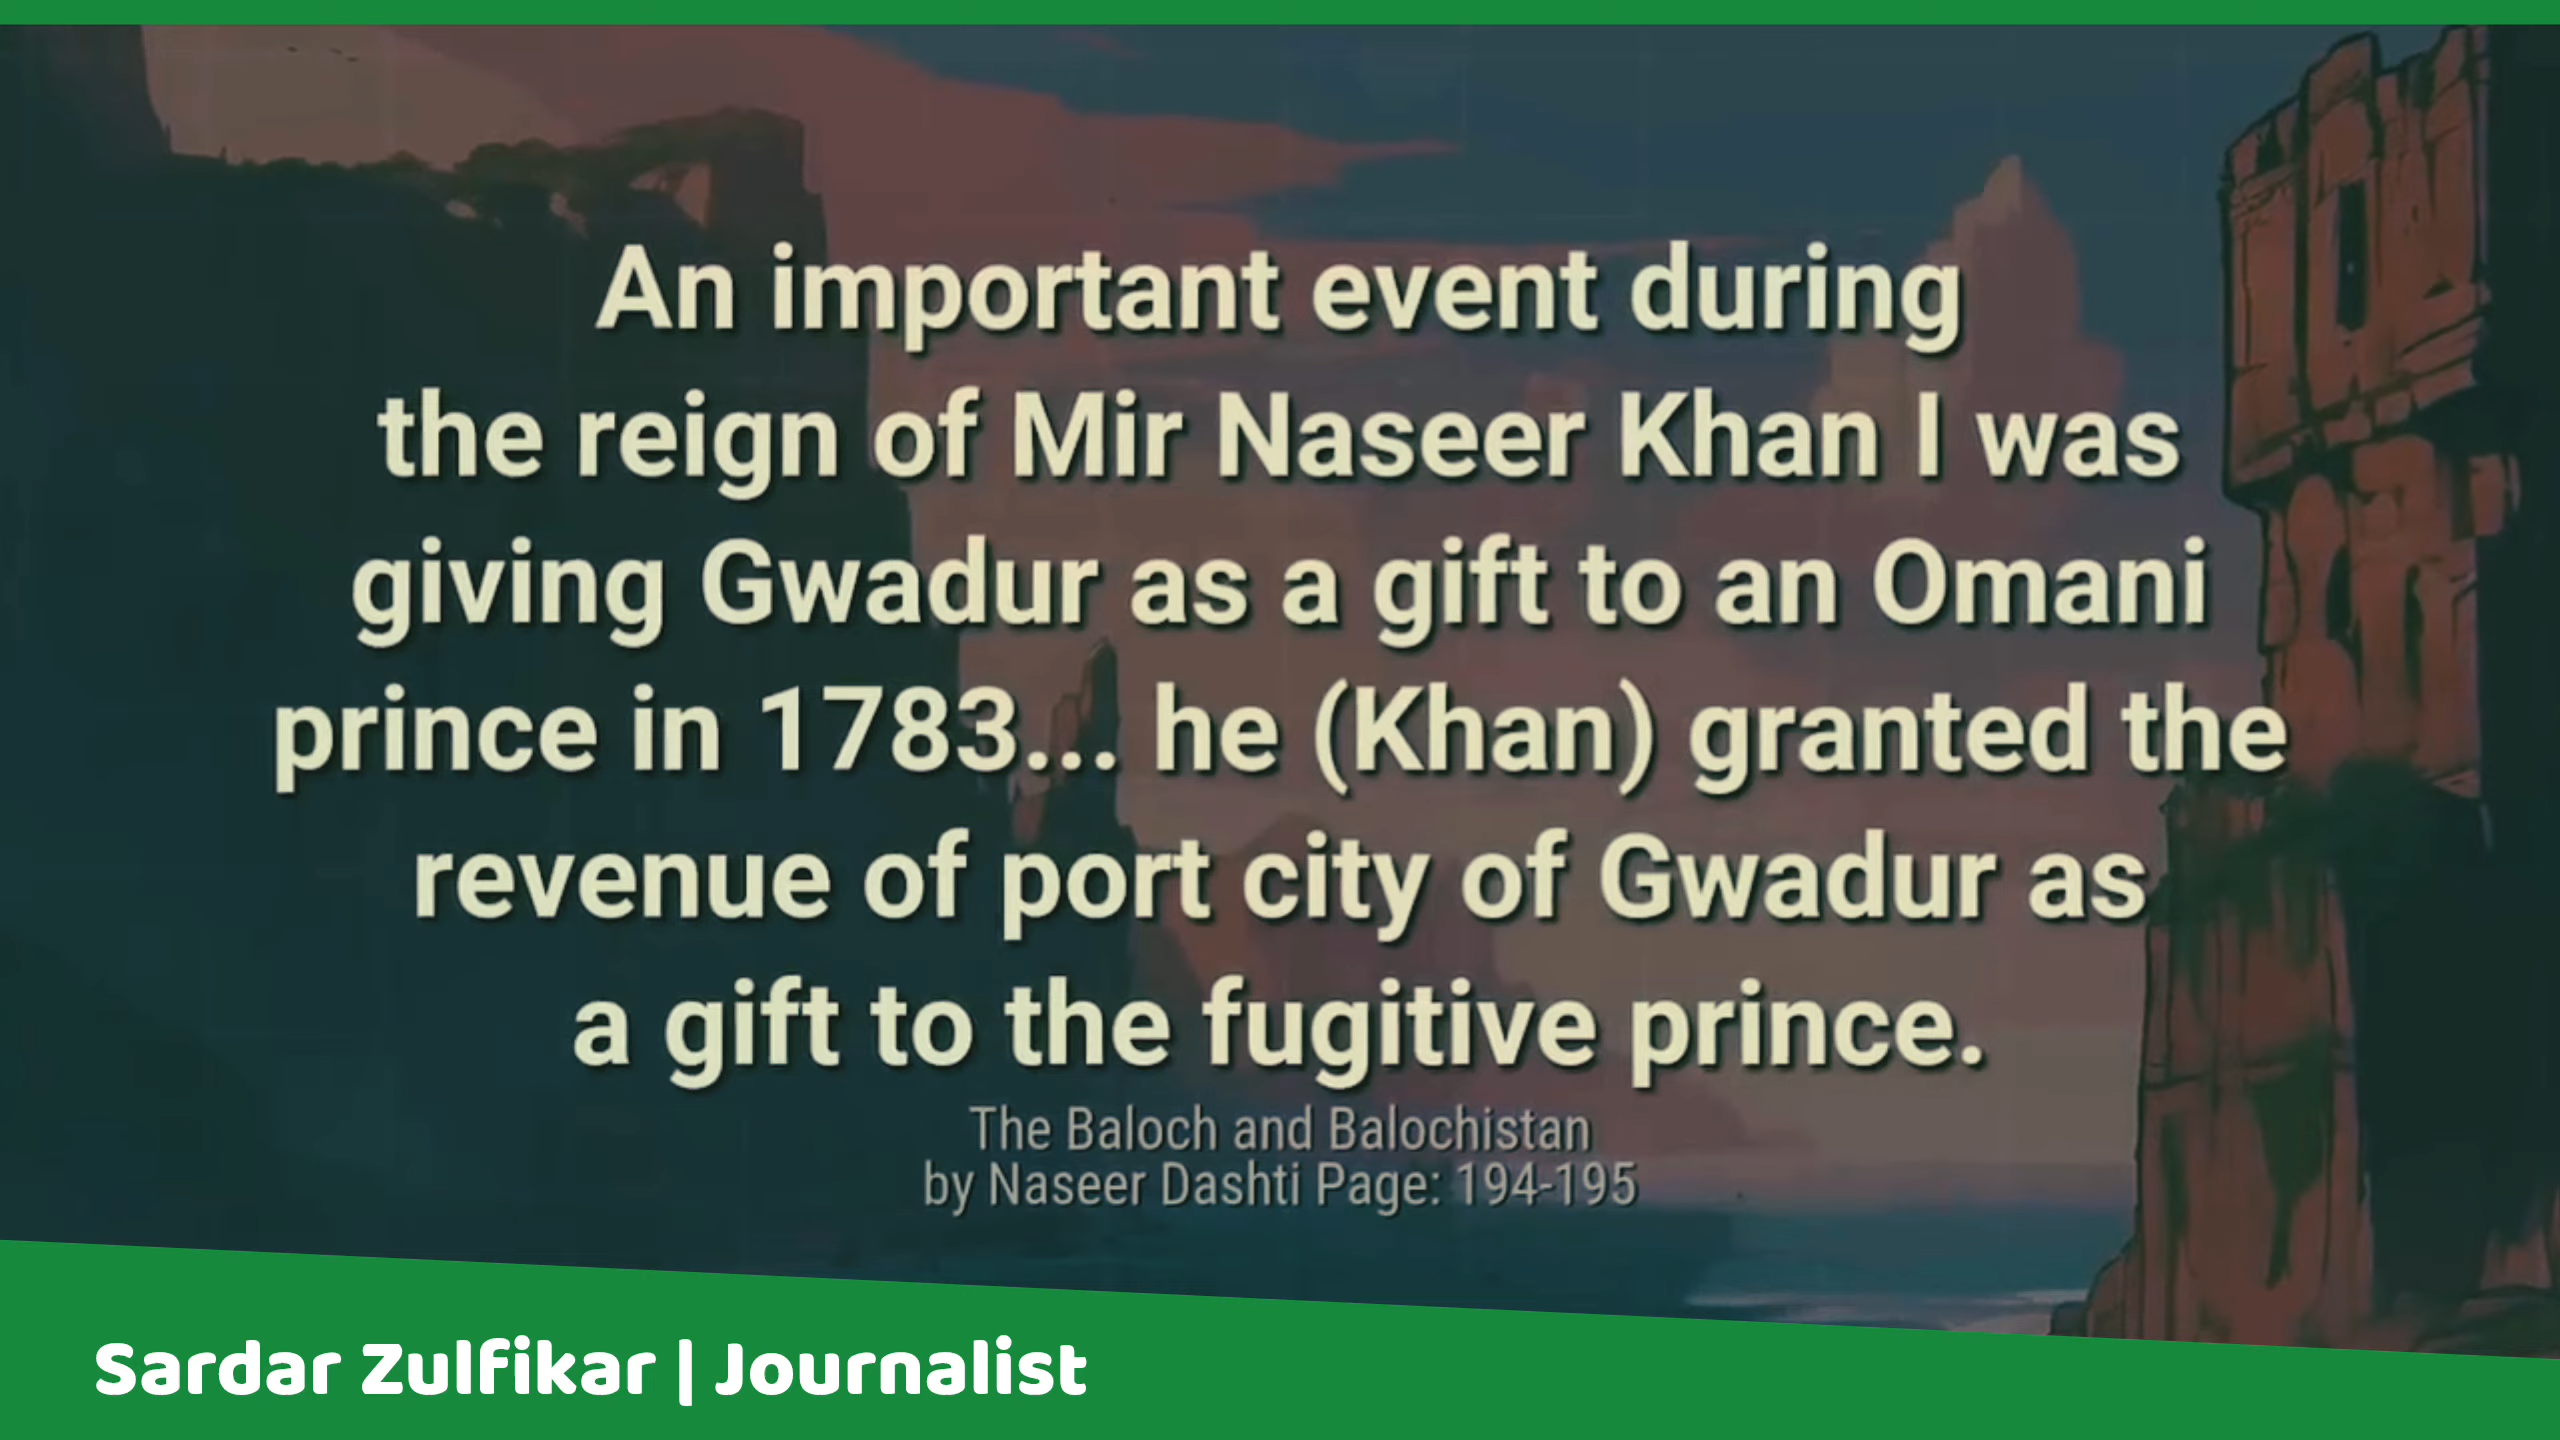 An important event during
the reign of Mir Naseer Khan I was
giving Gwadur as a gift to an Omani
prince in 1783... he (Khan) granted the
revenue of port city of Gwadur as
a gift to the fugitive prince.
The Baloch and Balochistan
by Naseer Dashti Page: 194-195
Sardar Zulfikar | Journalist